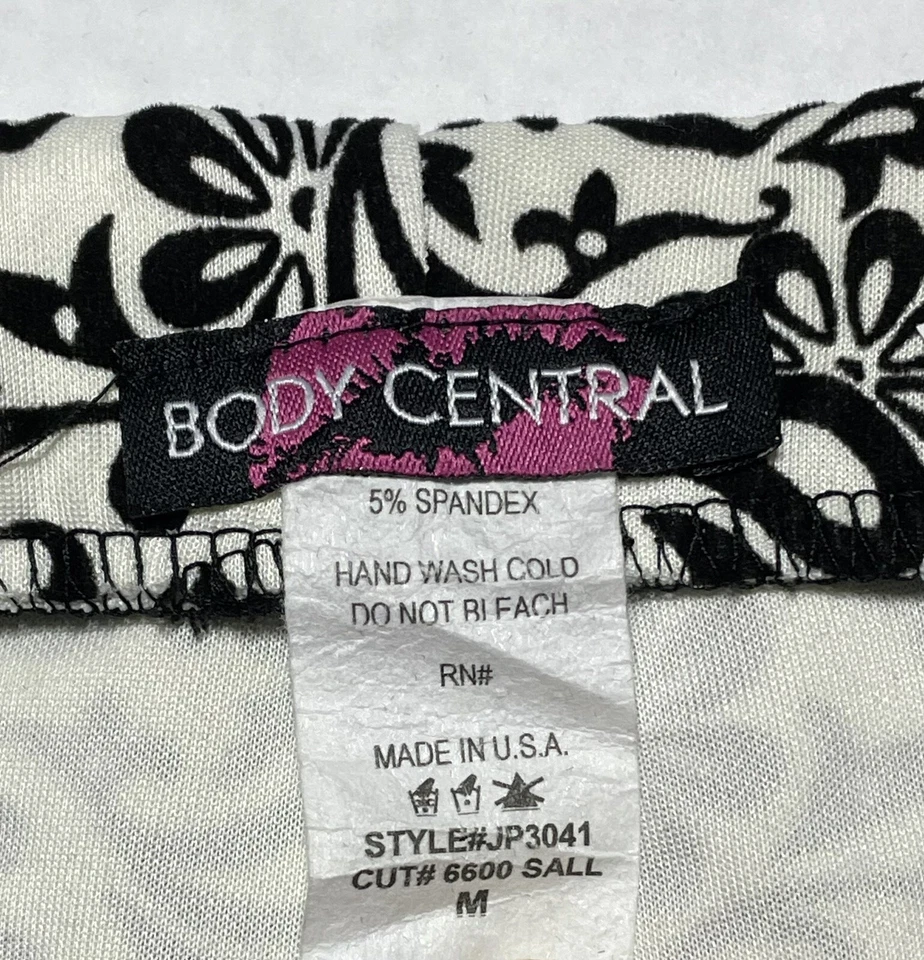 BODY CENTRAL
5% SPANDEX
HAND WASH COLD
DO NOT BLEACH
RN#
MADE IN U.S.A.
STYLE#JP3041
CUT# 6600 SALL
M